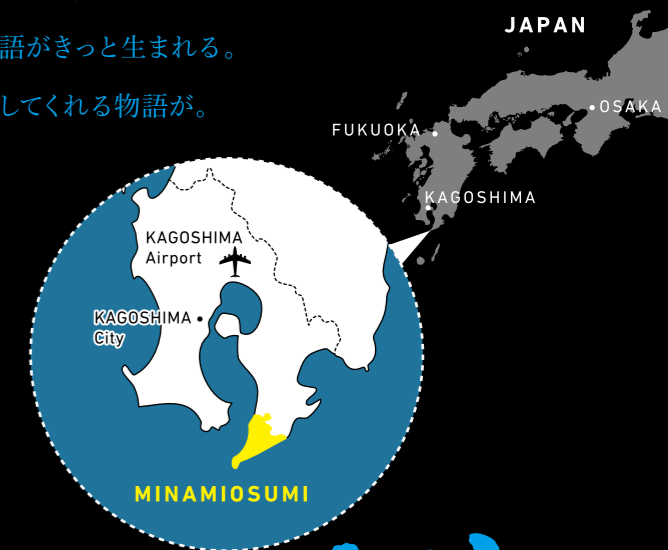 語がきっと生まれる。
してくれる物語が。
JAPAN
OSAKA
FUKUOKA
KAGOSHIMA
KAGOSHIMA
Airport
KAGOSHIMA
City
MINAMIOSUMI